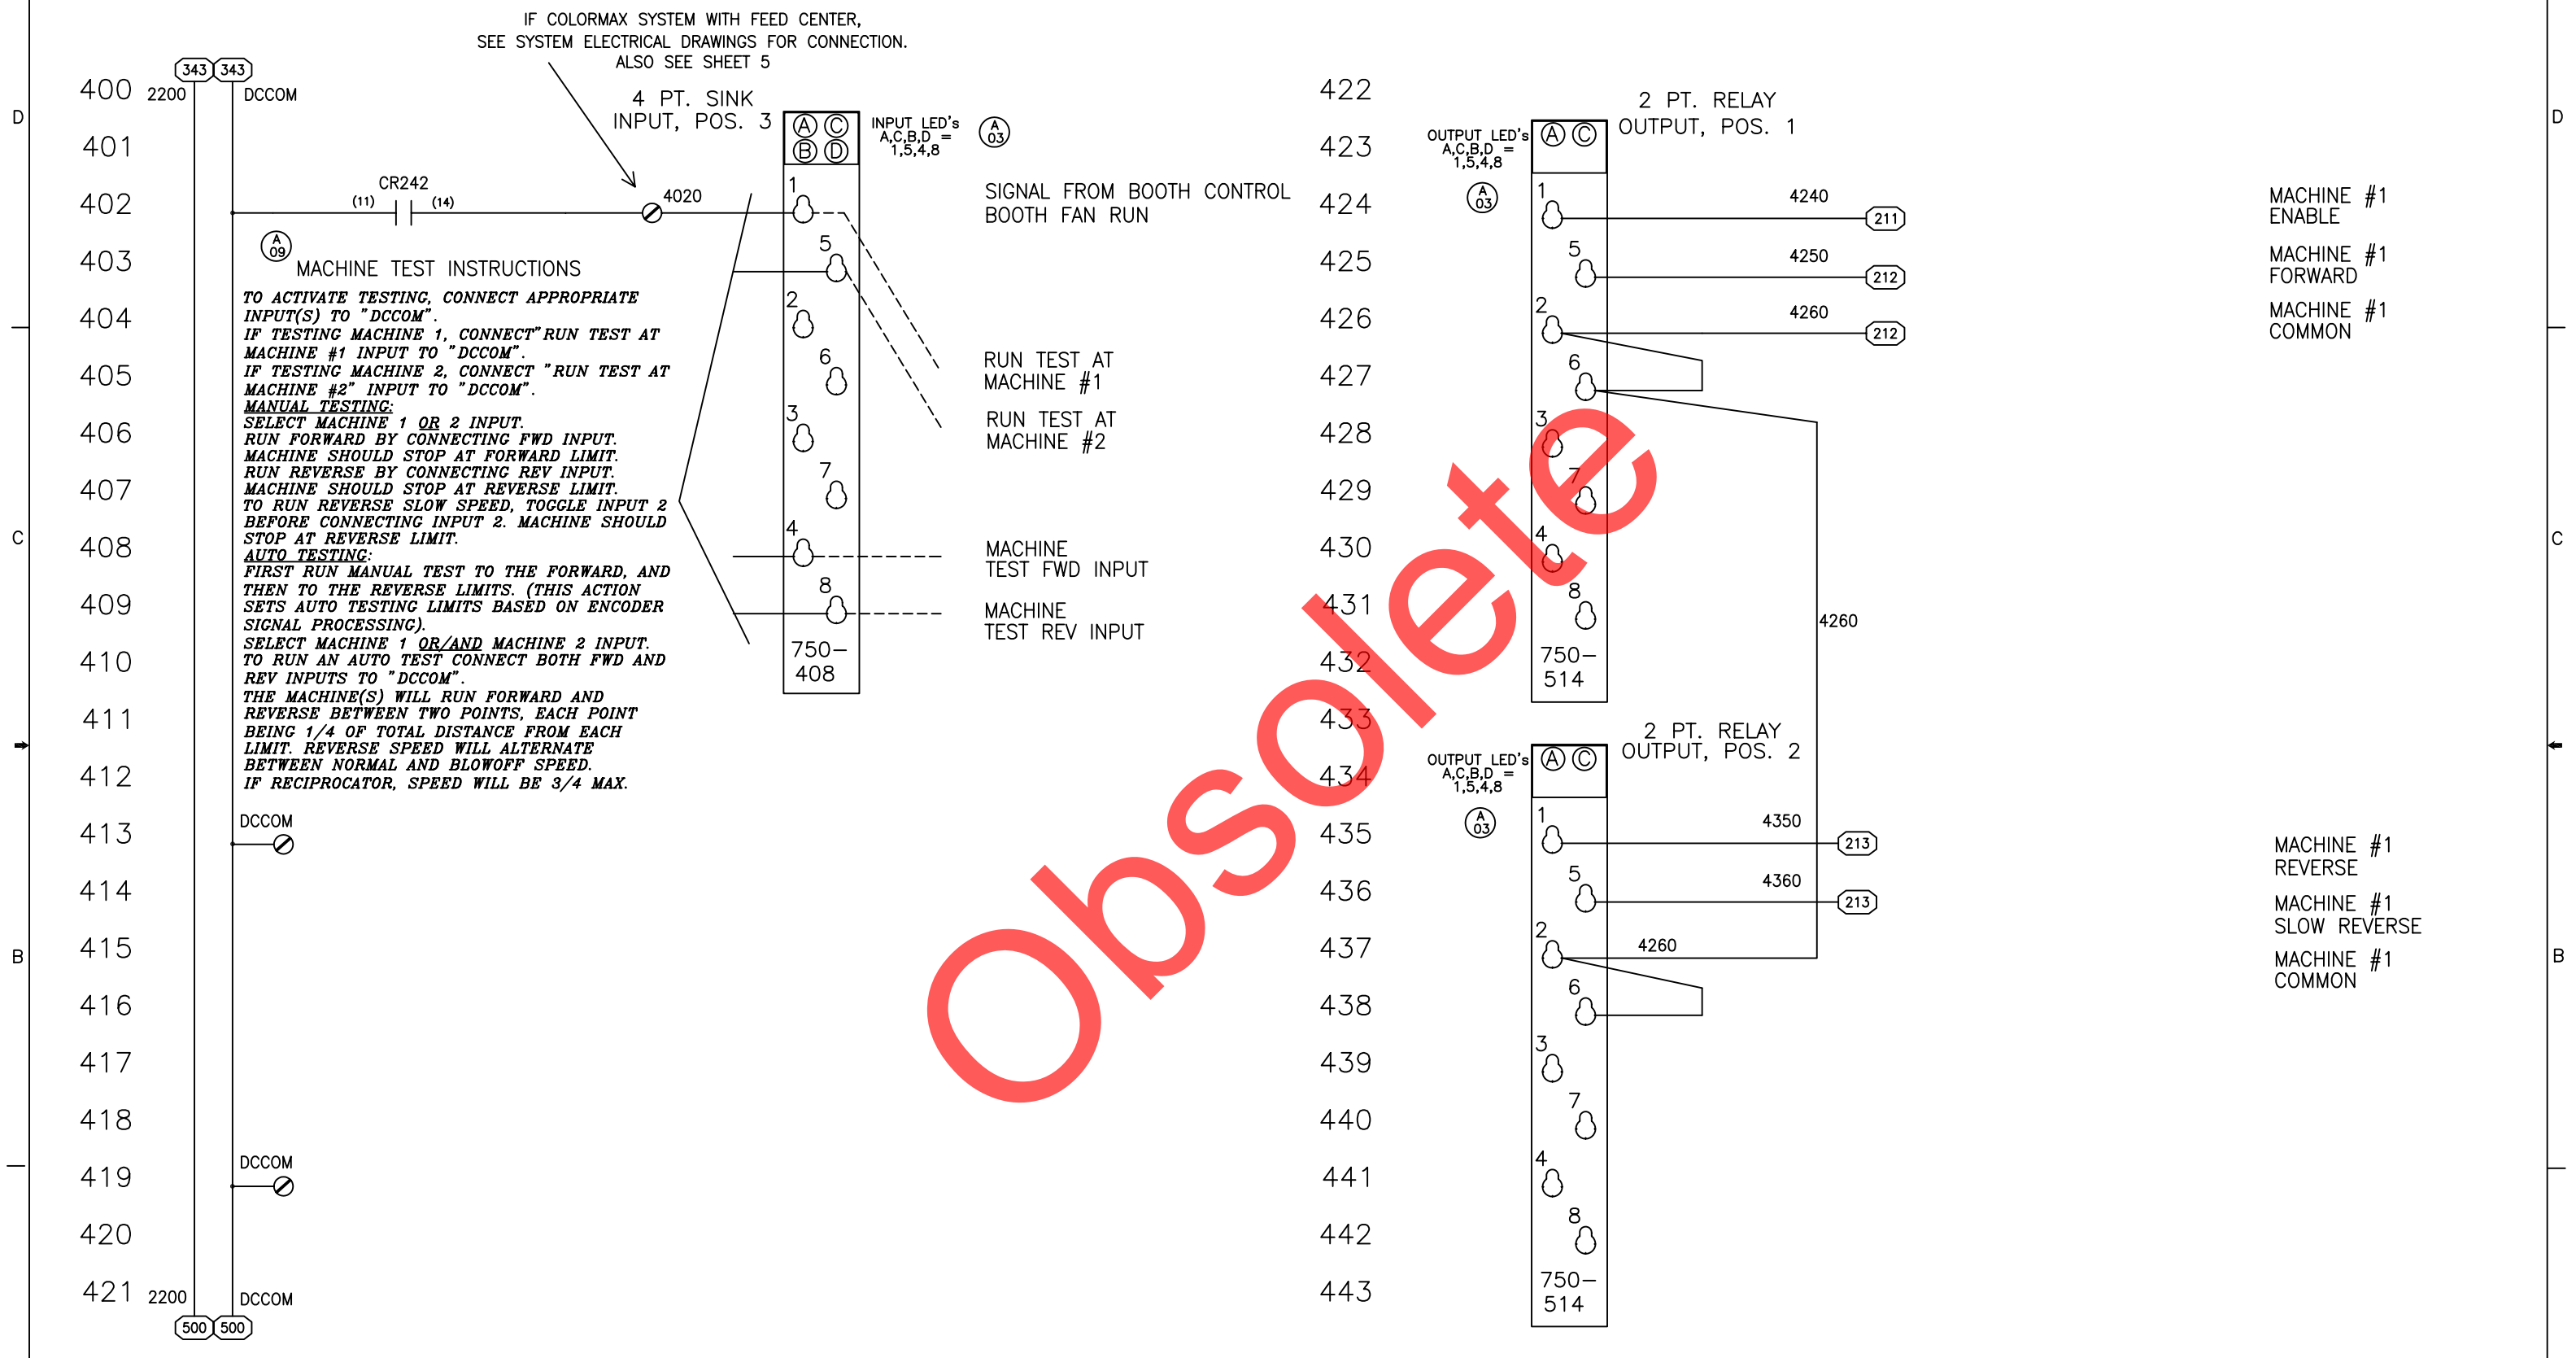 IF COLORMAX SYSTEM WITH FEED CENTER,
SEE SYSTEM ELECTRICAL DRAWINGS FOR CONNECTION.
ALSO SEE SHEET 5
343 343
400 2200 DCCOM
4 PT. SINK
INPUT, POS. 3
A C
B D
INPUT LED's
A,C,B,D =
1,5,4,8
A
03
401
CR242
402 (11) (14) 4020 1
SIGNAL FROM BOOTH CONTROL
BOOTH FAN RUN
A
09
403 5
MACHINE TEST INSTRUCTIONS
TO ACTIVATE TESTING, CONNECT APPROPRIATE
INPUT(S) TO "DCCOM".
IF TESTING MACHINE 1, CONNECT"RUN TEST AT
MACHINE #1 INPUT TO "DCCOM".
IF TESTING MACHINE 2, CONNECT "RUN TEST AT
MACHINE #2" INPUT TO "DCCOM".
MANUAL TESTING:
SELECT MACHINE 1 OR 2 INPUT.
RUN FORWARD BY CONNECTING FWD INPUT.
MACHINE SHOULD STOP AT FORWARD LIMIT.
RUN REVERSE BY CONNECTING REV INPUT.
MACHINE SHOULD STOP AT REVERSE LIMIT.
TO RUN REVERSE SLOW SPEED, TOGGLE INPUT 2
BEFORE CONNECTING INPUT 2. MACHINE SHOULD
STOP AT REVERSE LIMIT.
AUTO TESTING:
FIRST RUN MANUAL TEST TO THE FORWARD, AND
THEN TO THE REVERSE LIMITS. (THIS ACTION
SETS AUTO TESTING LIMITS BASED ON ENCODER
SIGNAL PROCESSING).
SELECT MACHINE 1 OR/AND MACHINE 2 INPUT.
TO RUN AN AUTO TEST CONNECT BOTH FWD AND
REV INPUTS TO "DCCOM".
THE MACHINE(S) WILL RUN FORWARD AND
REVERSE BETWEEN TWO POINTS, EACH POINT
BEING 1/4 OF TOTAL DISTANCE FROM EACH
LIMIT. REVERSE SPEED WILL ALTERNATE
BETWEEN NORMAL AND BLOWOFF SPEED.
IF RECIPROCATOR, SPEED WILL BE 3/4 MAX.
404 2
405 6
RUN TEST AT
MACHINE #1
406 3
RUN TEST AT
MACHINE #2
407 7
408 4
MACHINE
TEST FWD INPUT
409 8
MACHINE
TEST REV INPUT
410
750-
408
411
412
413 DCCOM
414
415
416
417
418
419 DCCOM
420
421 2200 DCCOM
500 500
422
2 PT. RELAY
OUTPUT, POS. 1
423
OUTPUT LED's
A,C,B,D =
1,5,4,8
A C
A
03
424 1 4240 211
MACHINE #1
ENABLE
425 5 4250 212
MACHINE #1
FORWARD
426 2 4260 212
MACHINE #1
COMMON
427 6
428 3
429 7
430 4
431 8 4260
432
750-
514
433
2 PT. RELAY
OUTPUT, POS. 2
434
OUTPUT LED's
A,C,B,D =
1,5,4,8
A C
A
03
435 1 4350 213
MACHINE #1
REVERSE
436 5 4360 213
MACHINE #1
SLOW REVERSE
437 2 4260
MACHINE #1
COMMON
438 6
439 3
440 7
441 4
442 8
443
750-
514
D
C
B
D
C
B
Obsolete